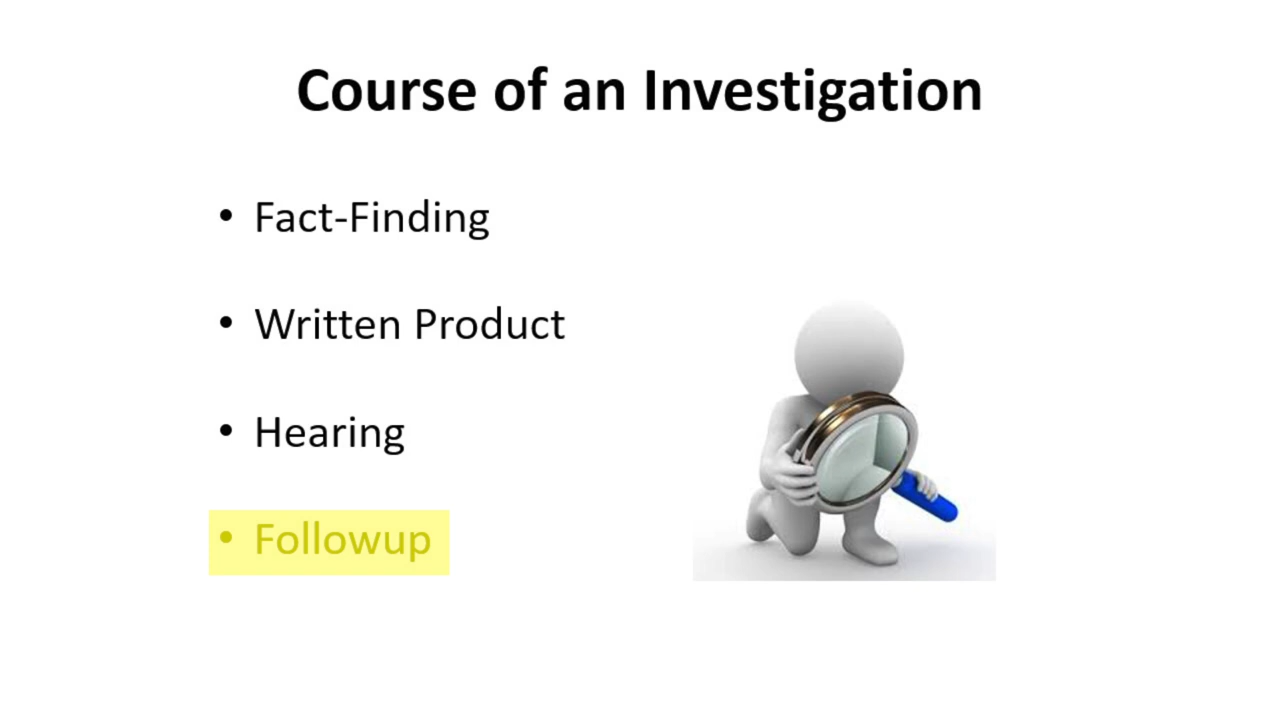 Course of an Investigation
• Fact-Finding
• Written Product
• Hearing
• Followup